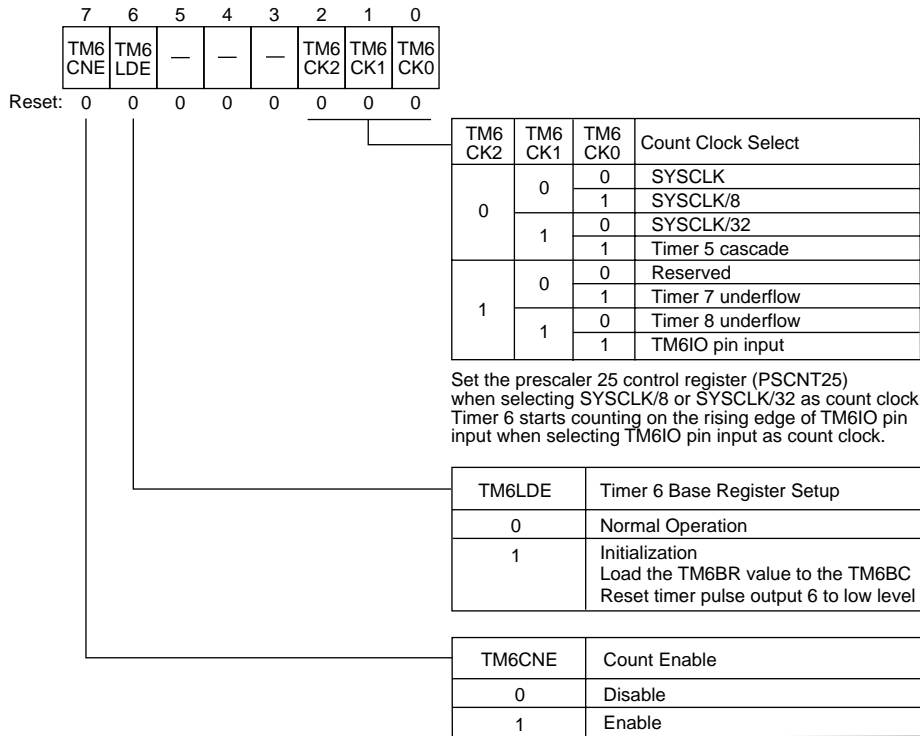 7 6 5 4 3 2 1 0
TM6 CNE TM6 LDE — — — TM6 CK2 TM6 CK1 TM6 CK0
Reset: 0 0 0 0 0 0 0 0
TM6 CK2 TM6 CK1 TM6 CK0 Count Clock Select
0 0 0 SYSCLK
1 SYSCLK/8
1 0 SYSCLK/32
1 Timer 5 cascade
1 0 0 Reserved
1 Timer 7 underflow
1 0 Timer 8 underflow
1 TM6IO pin input
Set the prescaler 25 control register (PSCNT25)
when selecting SYSCLK/8 or SYSCLK/32 as count clock
Timer 6 starts counting on the rising edge of TM6IO pin
input when selecting TM6IO pin input as count clock.
TM6LDE Timer 6 Base Register Setup
0 Normal Operation
1 Initialization
Load the TM6BR value to the TM6BC
Reset timer pulse output 6 to low level
TM6CNE Count Enable
0 Disable
1 Enable